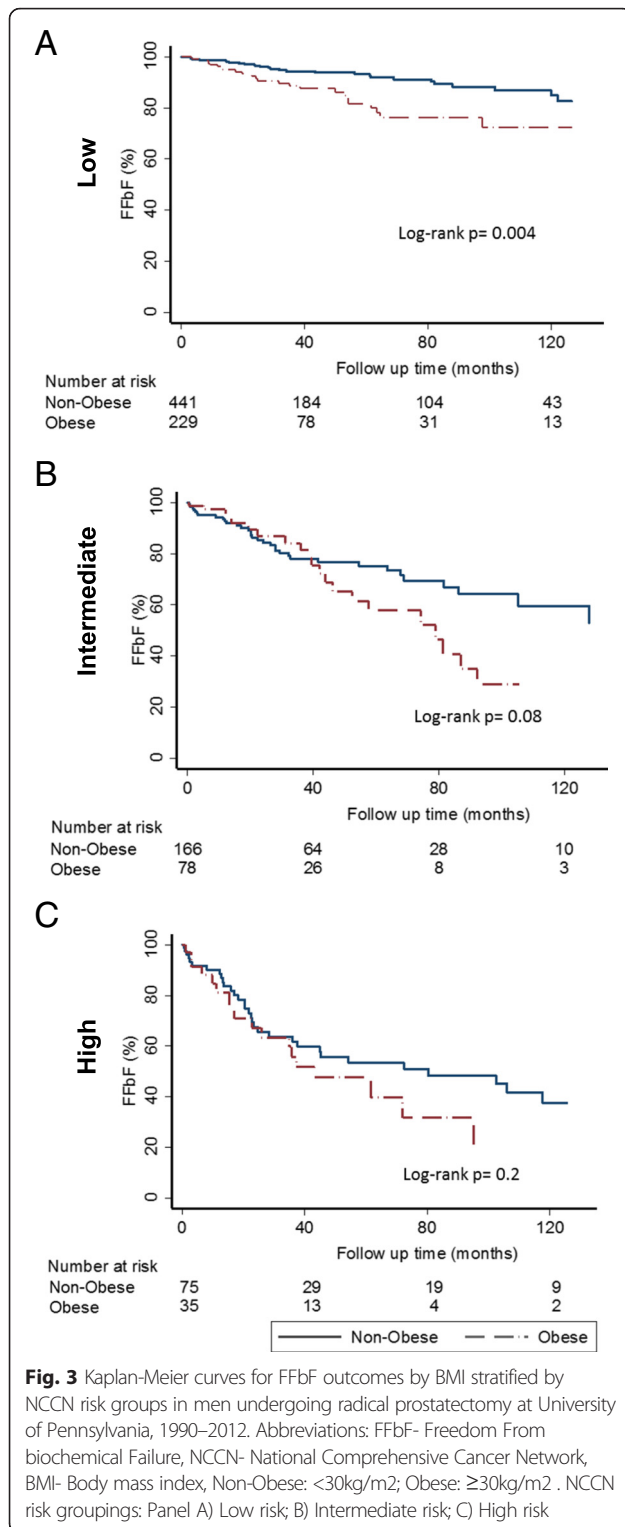 A
Low
FFbF (%)
100
80
60
40
20
0
Log-rank p= 0.004
0 40 80 120
Follow up time (months)
Number at risk
Non-Obese 441 184 104 43
Obese 229 78 31 13
B
Intermediate
FFbF (%)
100
80
60
40
20
0
Log-rank p= 0.08
0 40 80 120
Follow up time (months)
Number at risk
Non-Obese 166 64 28 10
Obese 78 26 8 3
C
High
FFbF (%)
100
80
60
40
20
0
Log-rank p= 0.2
0 40 80 120
Follow up time (months)
Number at risk
Non-Obese 75 29 19 9
Obese 35 13 4 2
Non-Obese Obese
Fig. 3 Kaplan-Meier curves for FFbF outcomes by BMI stratified by
NCCN risk groups in men undergoing radical prostatectomy at University
of Pennsylvania, 1990–2012. Abbreviations: FFbF- Freedom From
biochemical Failure, NCCN- National Comprehensive Cancer Network,
BMI- Body mass index, Non-Obese: <30kg/m2; Obese: ≥30kg/m2 . NCCN
risk groupings: Panel A) Low risk; B) Intermediate risk; C) High risk